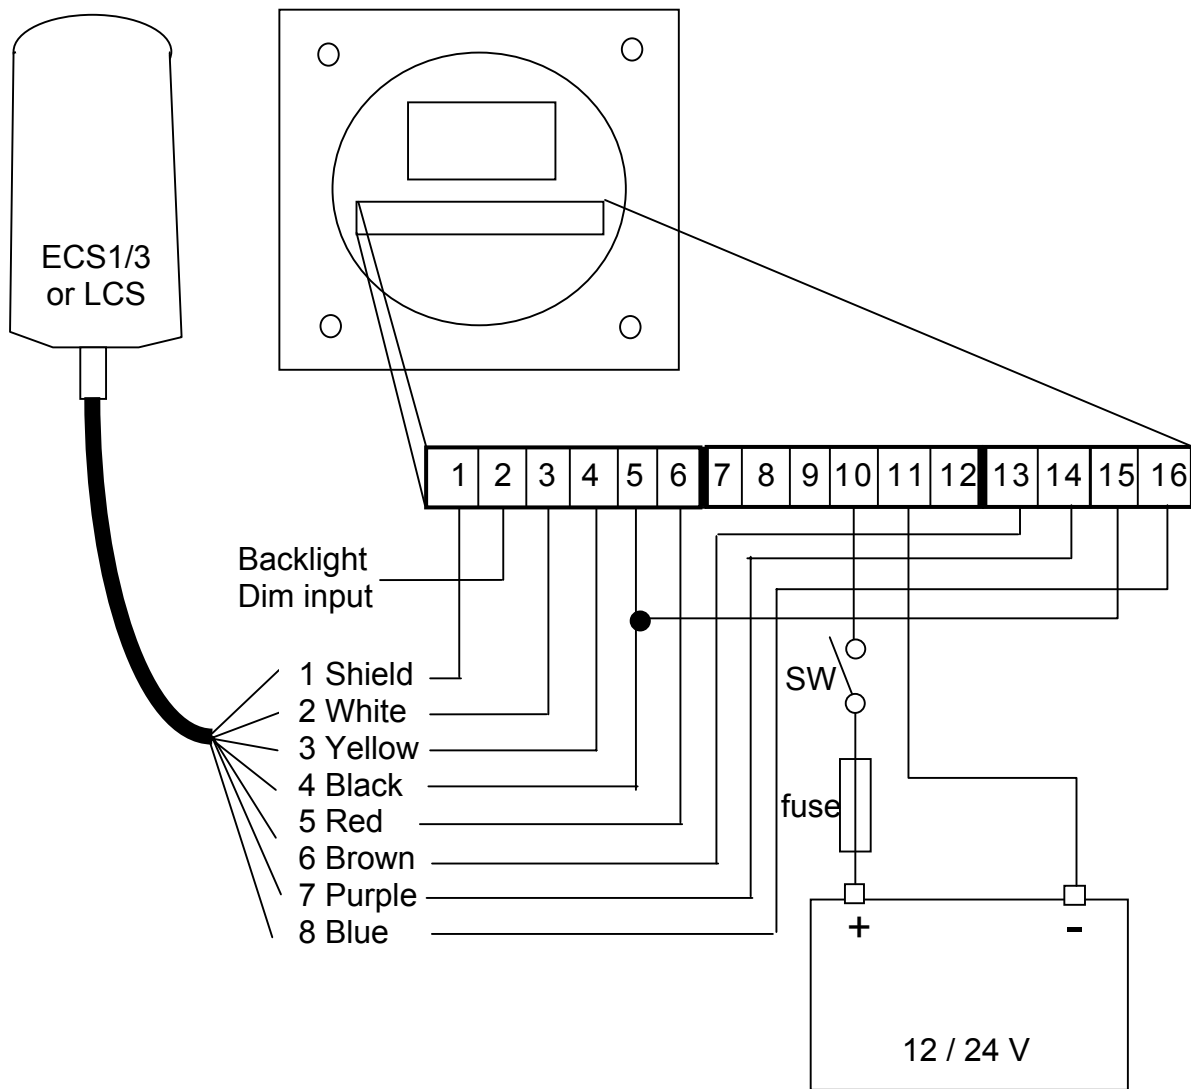 ECS1/3
or LCS
1 2 3 4 5 6 7 8 9 10 11 12 13 14 15 16
Backlight
Dim input
1 Shield
2 White
3 Yellow
4 Black
5 Red
6 Brown
7 Purple
8 Blue
SW
fuse
+ -
12 / 24 V